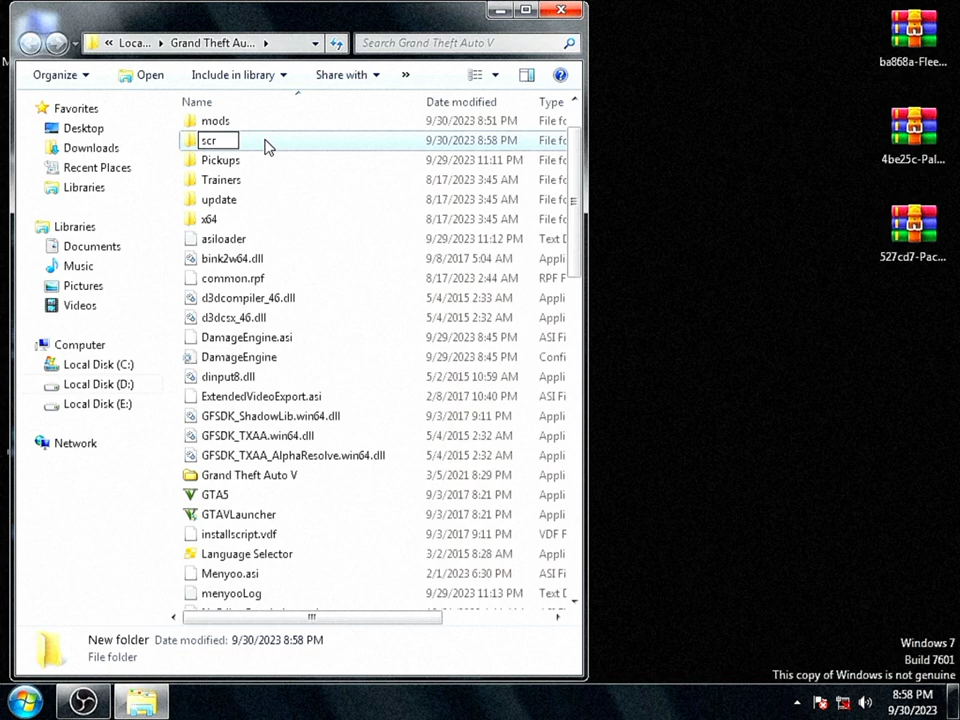 « Loca... ▸ Grand Theft Au... ▸
Search Grand Theft Auto V
Organize Open Include in library Share with »
Name Date modified Type
Favorites
Desktop
Downloads
Recent Places
Libraries
Libraries
Documents
Music
Pictures
Videos
Computer
Local Disk (C:)
Local Disk (D:)
Local Disk (E:)
Network
mods 9/30/2023 8:51 PM File fo
scr 9/30/2023 8:58 PM File fo
Pickups 9/29/2023 11:11 PM File fo
Trainers 8/17/2023 3:45 AM File fo
update 8/17/2023 3:45 AM File fo
x64 8/17/2023 3:45 AM File fo
asiloader 9/29/2023 11:12 PM Text D
bink2w64.dll 9/8/2017 5:04 AM Appli
common.rpf 8/17/2023 2:44 AM RPF F
d3dcompiler_46.dll 5/4/2015 2:33 AM Appli
d3dcsx_46.dll 5/4/2015 2:32 AM Appli
DamageEngine.asi 9/29/2023 8:45 PM ASI Fi
DamageEngine 9/29/2023 8:45 PM Confi
dinput8.dll 5/2/2015 10:59 AM Appli
ExtendedVideoExport.asi 2/8/2017 10:40 PM ASI Fi
GFSDK_ShadowLib.win64.dll 9/3/2017 9:11 PM Appli
GFSDK_TXAA.win64.dll 5/4/2015 2:32 AM Appli
GFSDK_TXAA_AlphaResolve.win64.dll 5/4/2015 2:32 AM Appli
Grand Theft Auto V 3/5/2021 8:29 PM Appli
GTA5 9/3/2017 8:21 PM Appli
GTAVLauncher 9/3/2017 8:21 PM Appli
installscript.vdf 9/3/2017 9:11 PM VDF F
Language Selector 3/2/2015 8:28 AM Appli
Menyoo.asi 2/1/2023 6:30 PM ASI Fi
menyooLog 9/29/2023 11:13 PM Text D
New folder Date modified: 9/30/2023 8:58 PM
File folder
ba868a-Flee...
4be25c-Pal...
527cd7-Pac...
Windows 7
Build 7601
This copy of Windows is not genuine
8:58 PM
9/30/2023